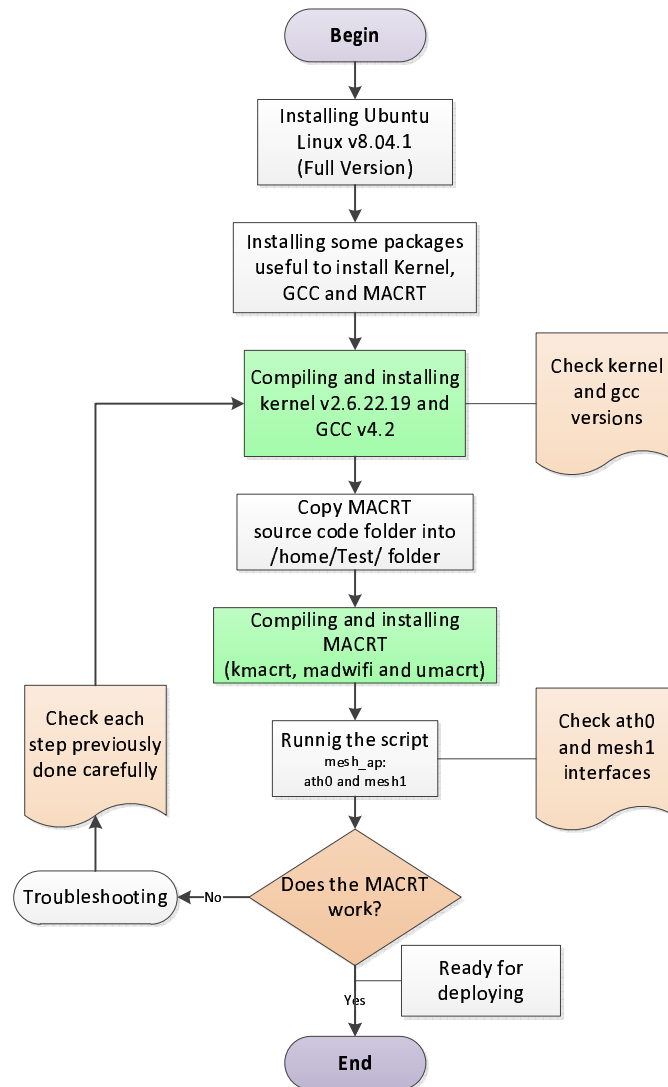 Begin
Installing Ubuntu
Linux v8.04.1
(Full Version)
Installing some packages
useful to install Kernel,
GCC and MACRT
Compiling and installing
kernel v2.6.22.19 and
GCC v4.2
Check kernel
and gcc
versions
Copy MACRT
source code folder into
/home/Test/ folder
Compiling and installing
MACRT
(kmacrt, madwifi and umacrt)
Check each
step previously
done carefully
Runnig the script
mesh_ap:
ath0 and mesh1
Check ath0
and mesh1
interfaces
Does the MACRT
work?
No
Troubleshooting
Ready for
deploying
Yes
End